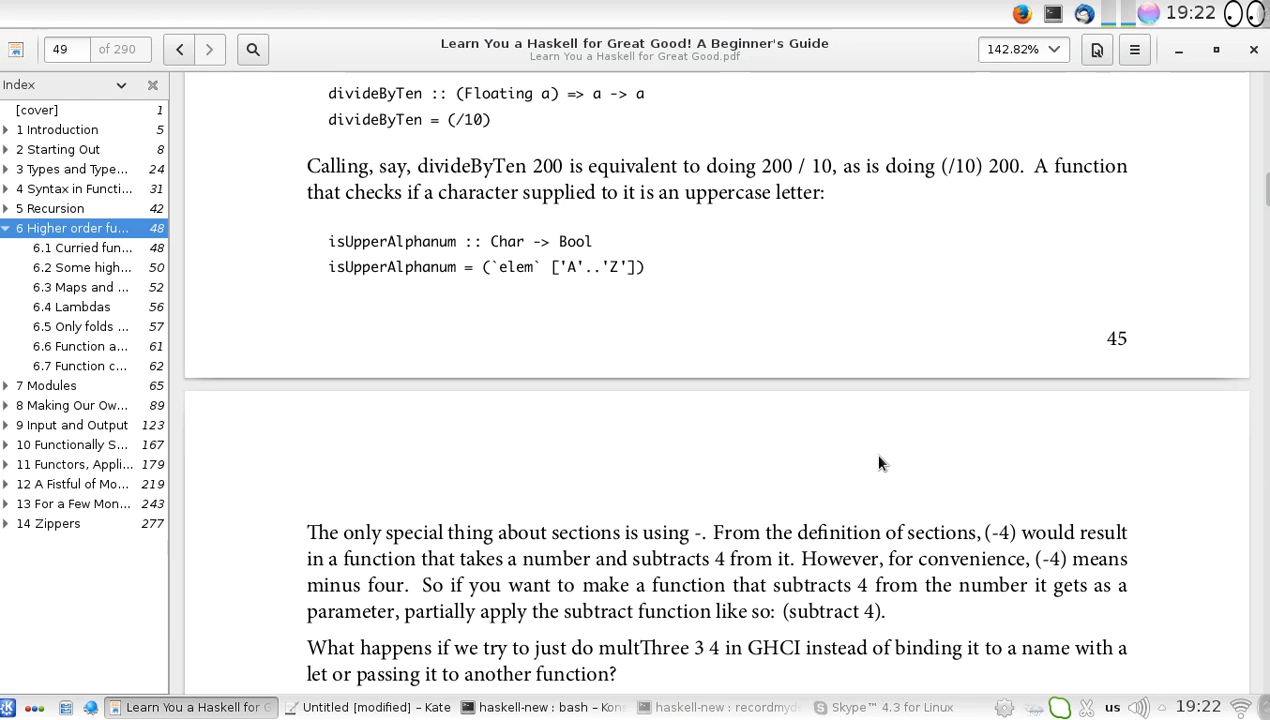 19:22
49 of 290
Learn You a Haskell for Great Good! A Beginner's Guide
Learn You a Haskell for Great Good.pdf
142.82%
Index
[cover] 1
1 Introduction 5
2 Starting Out 8
3 Types and Type... 24
4 Syntax in Functi... 31
5 Recursion 42
6 Higher order fu... 48
6.1 Curried fun... 48
6.2 Some high... 50
6.3 Maps and ... 52
6.4 Lambdas 56
6.5 Only folds ... 57
6.6 Function a... 61
6.7 Function c... 62
7 Modules 65
8 Making Our Ow... 89
9 Input and Output 123
10 Functionally S... 167
11 Functors, Appli... 179
12 A Fistful of Mo... 219
13 For a Few Mon... 243
14 Zippers 277
divideByTen :: (Floating a) => a -> a
divideByTen = (/10)
Calling, say, divideByTen 200 is equivalent to doing 200 / 10, as is doing (/10) 200. A function
that checks if a character supplied to it is an uppercase letter:
isUpperAlphanum :: Char -> Bool
isUpperAlphanum = (`elem` ['A'..'Z'])
45
The only special thing about sections is using -. From the definition of sections, (-4) would result
in a function that takes a number and subtracts 4 from it. However, for convenience, (-4) means
minus four. So if you want to make a function that subtracts 4 from the number it gets as a
parameter, partially apply the subtract function like so: (subtract 4).
What happens if we try to just do multThree 3 4 in GHCI instead of binding it to a name with a
let or passing it to another function?
Learn You a Haskell for Great G
Untitled [modified] – Kate
haskell-new : bash – Kons
haskell-new : recordmyde
Skype™ 4.3 for Linux
us
19:22